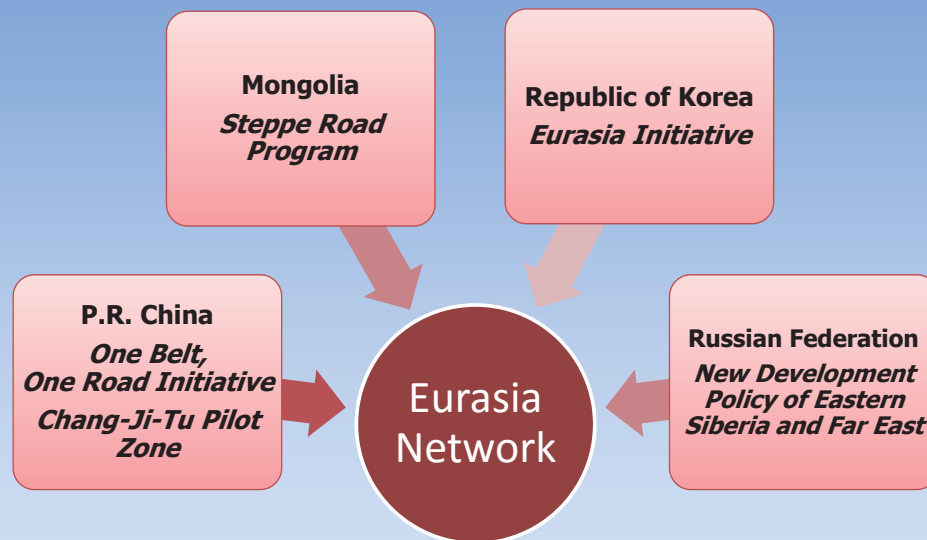 Mongolia
Steppe Road
Program
Republic of Korea
Eurasia Initiative
P.R. China
One Belt,
One Road Initiative
Chang-Ji-Tu Pilot
Zone
Eurasia
Network
Russian Federation
New Development
Policy of Eastern
Siberia and Far East